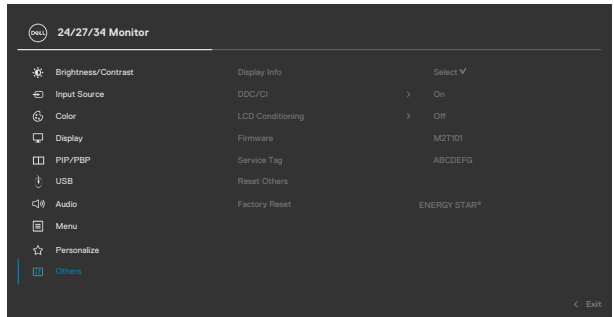 DELL 24/27/34 Monitor
Brightness/Contrast Display Info Select
Input Source DDC/CI > On
Color LCD Conditioning > Off
Display Firmware M2T101
PIP/PBP Service Tag ABCDEFG
USB Reset Others
Audio Factory Reset ENERGY STAR®
Menu
Personalize
Others
< Exit